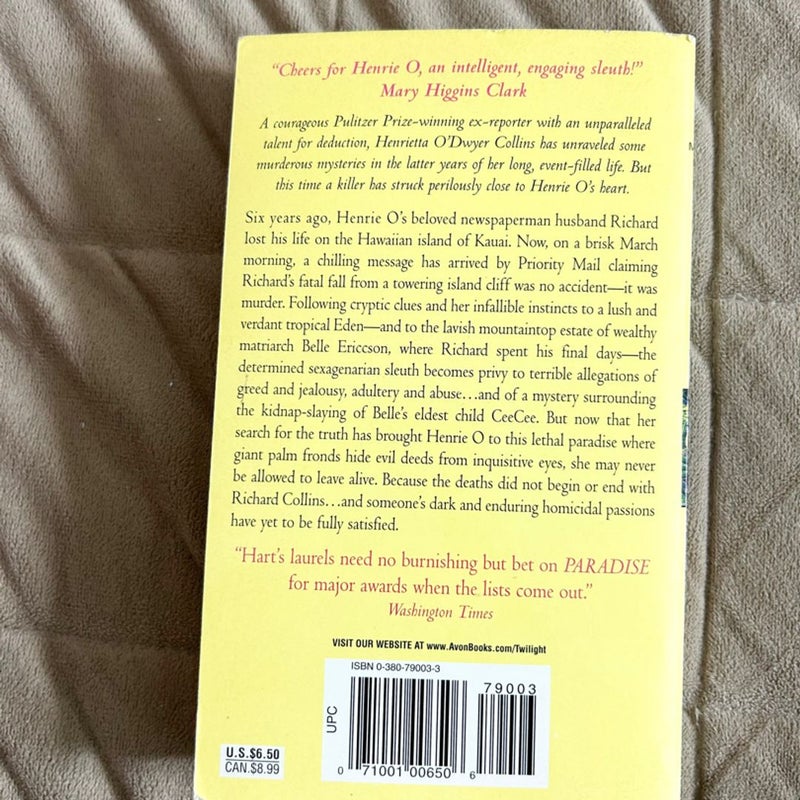 “Cheers for Henrie O, an intelligent, engaging sleuth!”
Mary Higgins Clark
A courageous Pulitzer Prize-winning ex-reporter with an unparalleled
talent for deduction, Henrietta O’Dwyer Collins has unraveled some
murderous mysteries in the latter years of her long, event-filled life. But
this time a killer has struck perilously close to Henrie O’s heart.
Six years ago, Henrie O’s beloved newspaperman husband Richard
lost his life on the Hawaiian island of Kauai. Now, on a brisk March
morning, a chilling message has arrived by Priority Mail claiming
Richard’s fatal fall from a towering island cliff was no accident—it was
murder. Following cryptic clues and her infallible instincts to a lush and
verdant tropical Eden—and to the lavish mountaintop estate of wealthy
matriarch Belle Ericcson, where Richard spent his final days—the
determined sexagenarian sleuth becomes privy to terrible allegations of
greed and jealousy, adultery and abuse…and of a mystery surrounding
the kidnap-slaying of Belle’s eldest child CeeCee. But now that her
search for the truth has brought Henrie O to this lethal paradise where
giant palm fronds hide evil deeds from inquisitive eyes, she may never
be allowed to leave alive. Because the deaths did not begin or end with
Richard Collins…and someone’s dark and enduring homicidal passions
have yet to be fully satisfied.
“Hart’s laurels need no burnishing but bet on PARADISE
for major awards when the lists come out.”
Washington Times
VISIT OUR WEBSITE AT www.AvonBooks.com/Twilight
ISBN 0-380-79003-3
79003
UPC
U.S.$6.50
CAN.$8.99
0 71001 00650 6